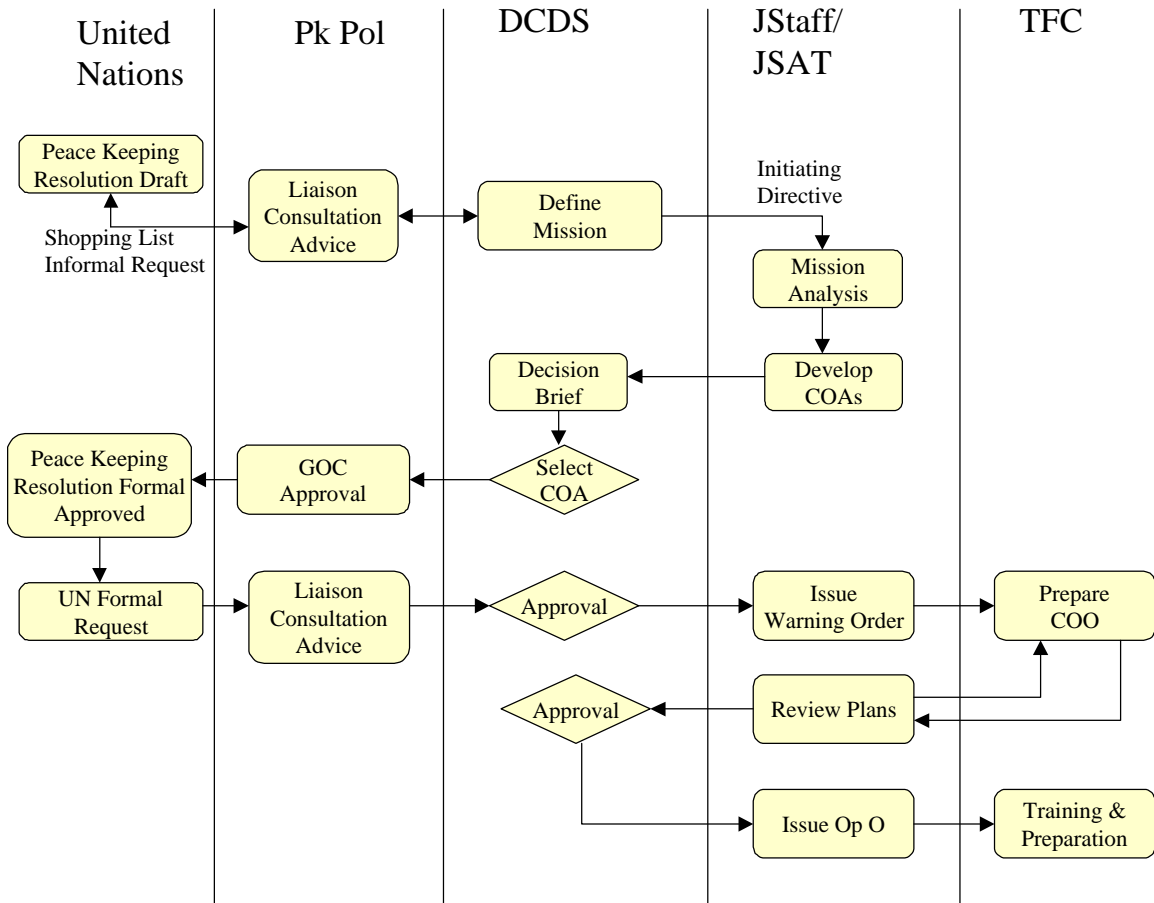 United
Nations
Pk Pol
DCDS
JStaff/
JSAT
TFC
Peace Keeping
Resolution Draft
Shopping List
Informal Request
Liaison
Consultation
Advice
Define
Mission
Initiating
Directive
Mission
Analysis
Develop
COAs
Decision
Brief
Select
COA
GOC
Approval
Peace Keeping
Resolution Formal
Approved
UN Formal
Request
Liaison
Consultation
Advice
Approval
Issue
Warning Order
Prepare
COO
Review Plans
Approval
Issue Op O
Training &
Preparation